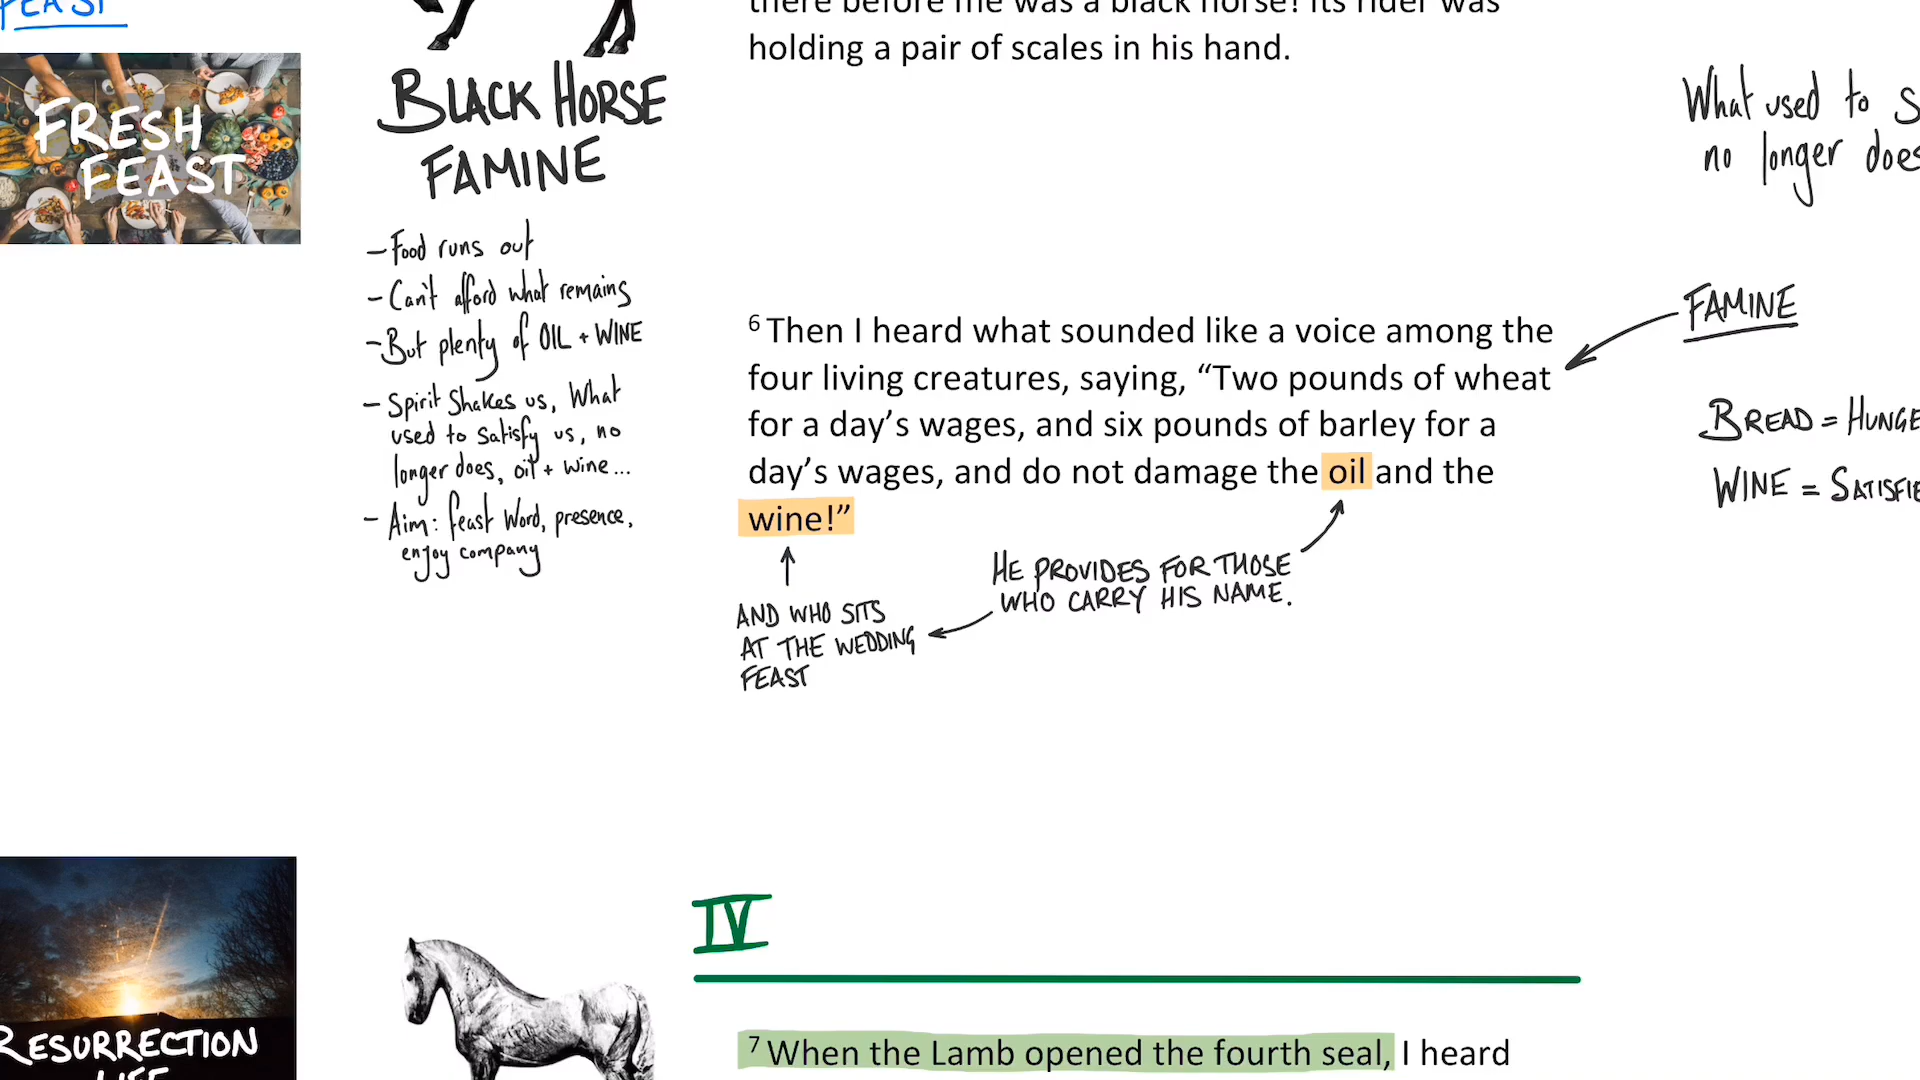 FEAST
FRESH
FEAST
BLACK HORSE
FAMINE
– Food runs out
– Can't afford what remains
– But plenty of OIL + WINE
– Spirit Shakes us, What
used to satisfy us, no
longer does, oil + wine...
– Aim: feast Word, presence,
enjoy company
there before me was a black horse! Its rider was
holding a pair of scales in his hand.
6 Then I heard what sounded like a voice among the
four living creatures, saying, “Two pounds of wheat
for a day’s wages, and six pounds of barley for a
day’s wages, and do not damage the oil and the
wine!”
HE PROVIDES FOR THOSE
WHO CARRY HIS NAME.
AND WHO SITS
AT THE WEDDING
FEAST
What used to
no longer does
FAMINE
BREAD =
WINE =
RESURRECTION
LIFE
IV
7 When the Lamb opened the fourth seal, I heard